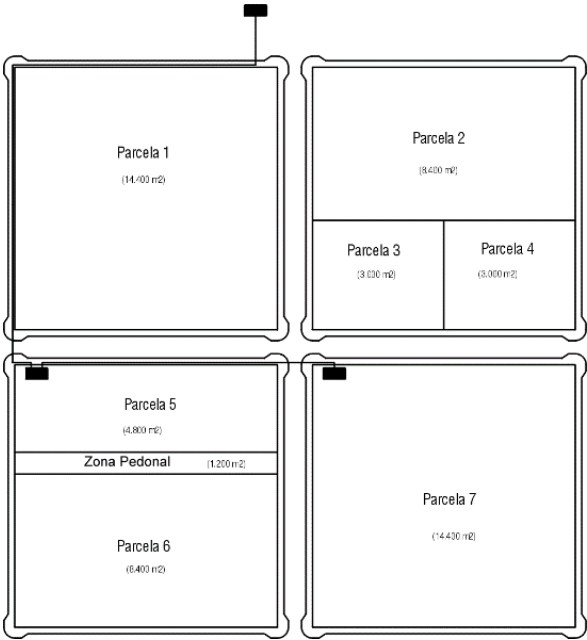 Parcela 1
(14.400 m2)
Parcela 2
(8.400 m2)
Parcela 3
(3.000 m2)
Parcela 4
(3.000 m2)
Parcela 5
(4.800 m2)
Zona Pedonal (1.200 m2)
Parcela 6
(8.400 m2)
Parcela 7
(14.400 m2)